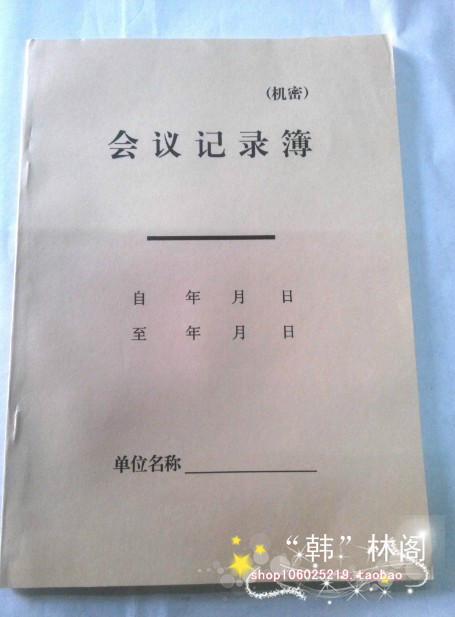 （机密）
会议记录簿
自 年 月 日
至 年 月 日
单位名称
“韩”林阁
shop106025219.taobao